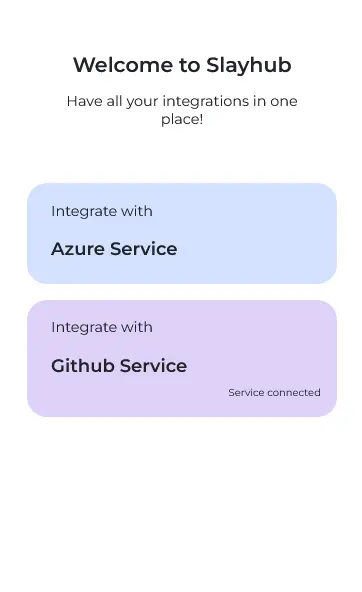 Welcome to Slayhub
Have all your integrations in one
place!
Integrate with
Azure Service
Integrate with
Github Service
Service connected